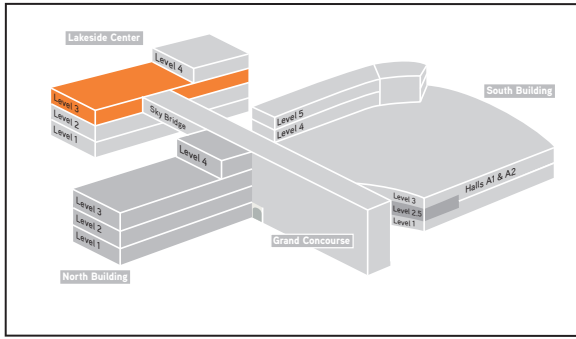 Lakeside Center
Level 4
Level 3
Level 2
Level 1
Sky Bridge
Level 5
Level 4
South Building
Level 4
Level 3
Level 2
Level 1
North Building
Grand Concourse
Halls A1 & A2
Level 3
Level 2.5
Level 1